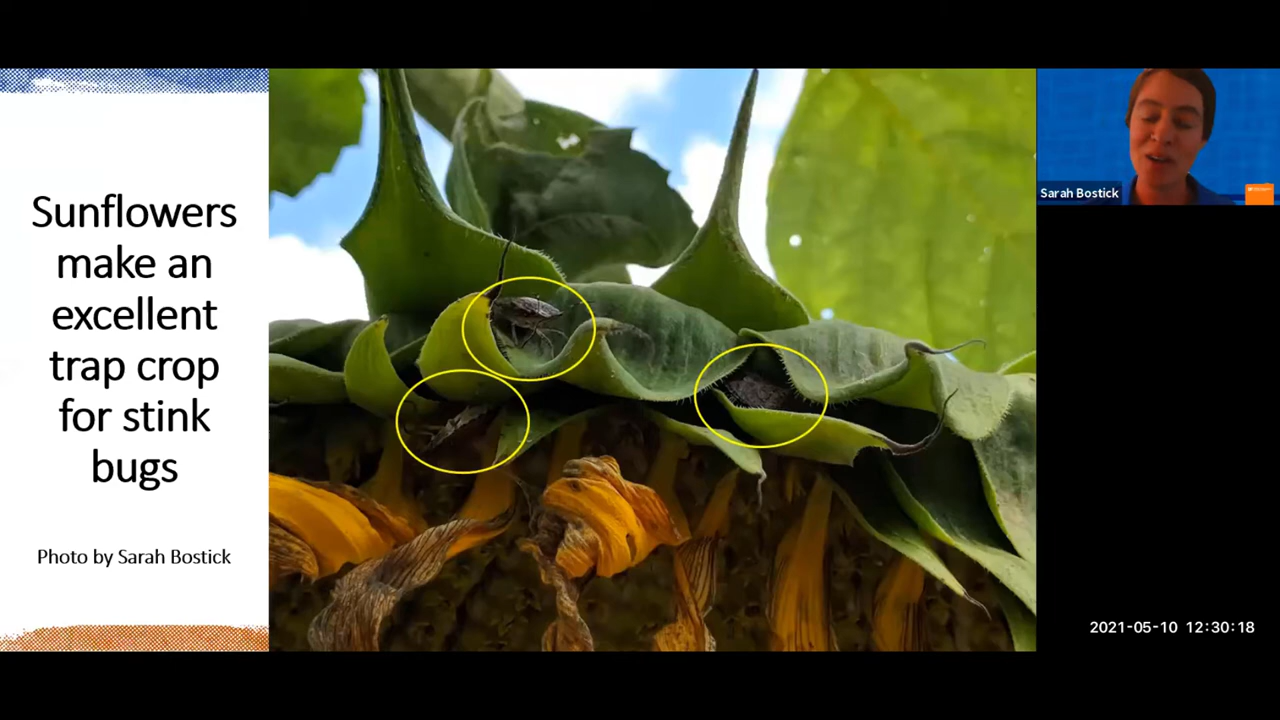 Sunflowers
make an
excellent
trap crop
for stink
bugs
Photo by Sarah Bostick
Sarah Bostick
2021-05-10 12:30:18